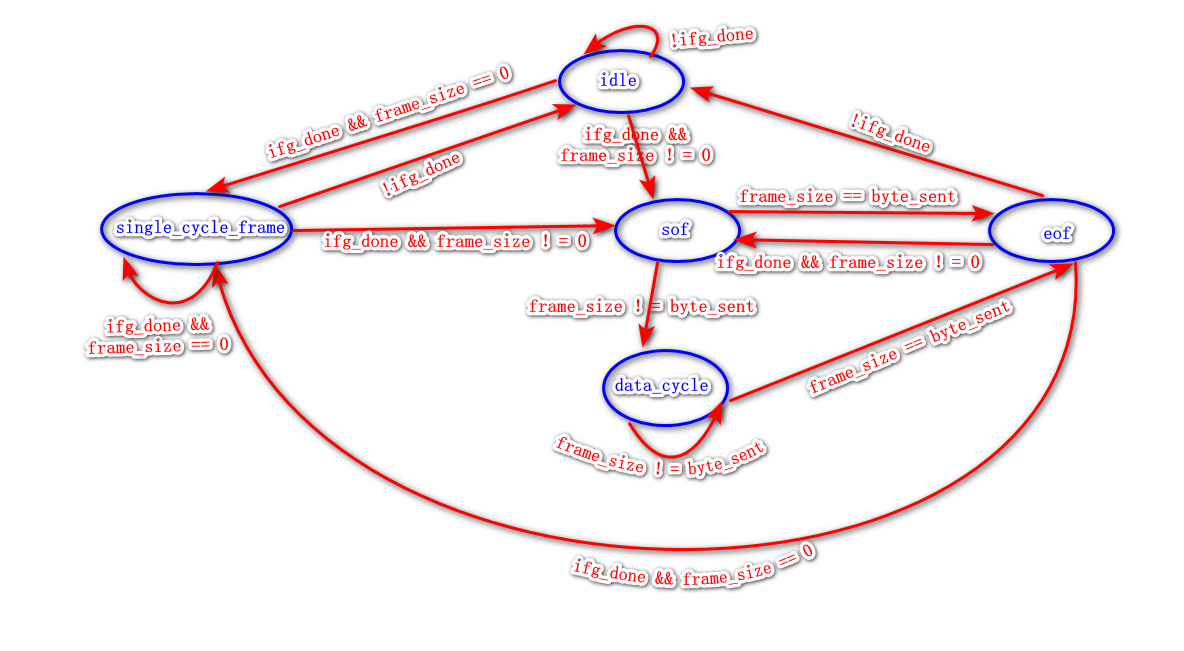 !ifg_done
idle
ifg_done && frame_size == 0
ifg_done &&
frame_size != 0
!ifg_done
!ifg_done
frame_size == byte_sent
single_cycle_frame
sof
eof
ifg_done && frame_size != 0
ifg_done && frame_size != 0
frame_size != byte_sent
ifg_done &&
frame_size == 0
frame_size == byte_sent
data_cycle
frame_size != byte_sent
ifg_done && frame_size == 0